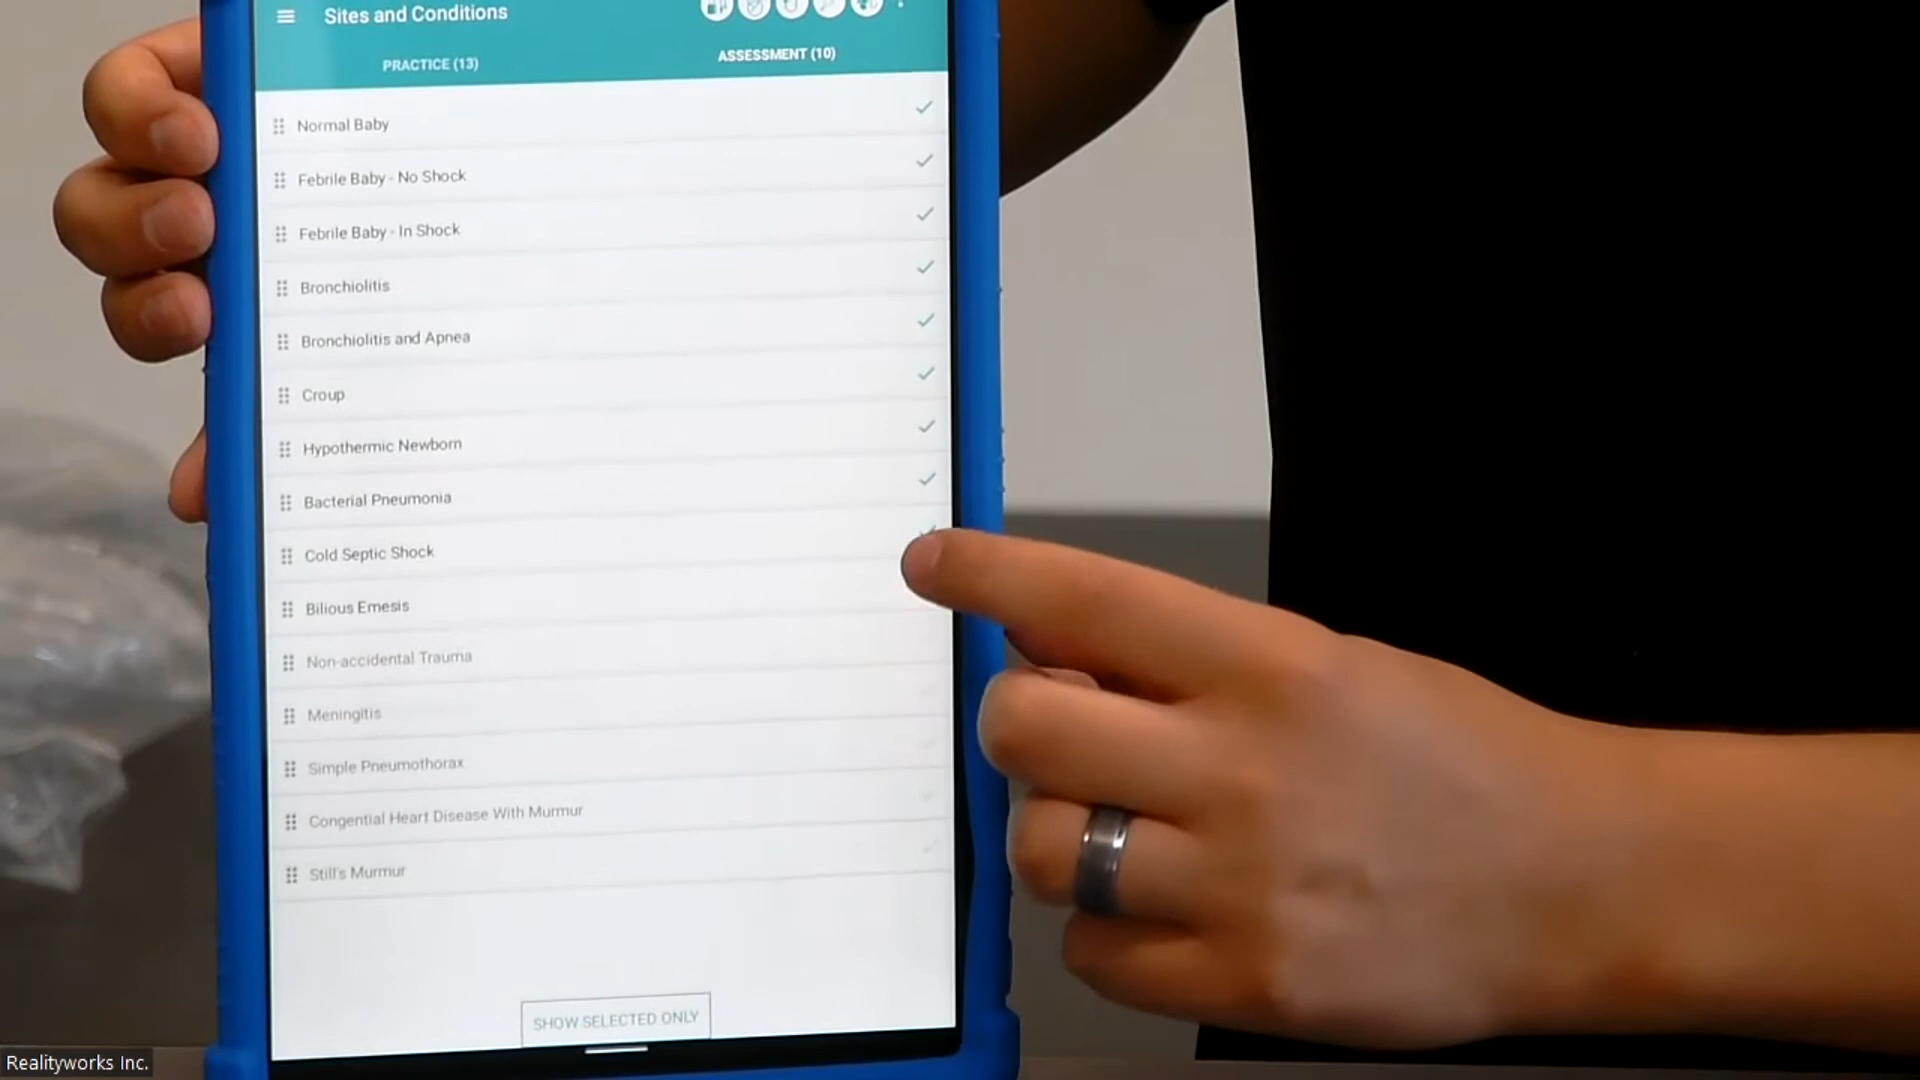 Sites and Conditions
PRACTICE (13)
ASSESSMENT (10)
Normal Baby
Febrile Baby - No Shock
Febrile Baby - In Shock
Bronchiolitis
Bronchiolitis and Apnea
Croup
Hypothermic Newborn
Bacterial Pneumonia
Cold Septic Shock
Bilious Emesis
Non-accidental Trauma
Meningitis
Simple Pneumothorax
Congential Heart Disease With Murmur
Still's Murmur
SHOW SELECTED ONLY
Realityworks Inc.